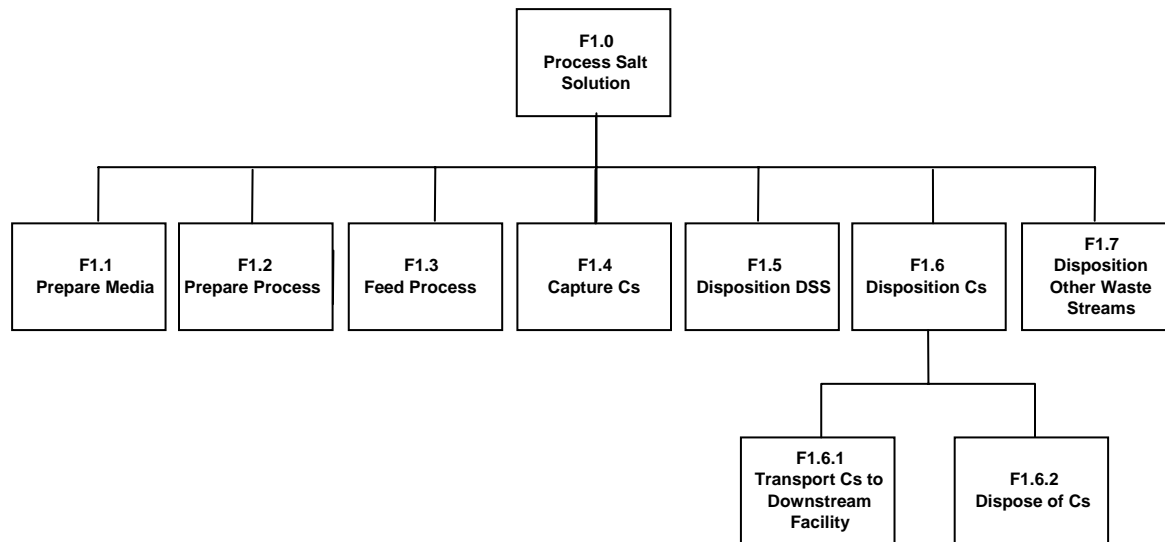 F1.0
Process Salt
Solution
F1.1
Prepare Media
F1.2
Prepare Process
F1.3
Feed Process
F1.4
Capture Cs
F1.5
Disposition DSS
F1.6
Disposition Cs
F1.7
Disposition
Other Waste
Streams
F1.6.1
Transport Cs to
Downstream
Facility
F1.6.2
Dispose of Cs